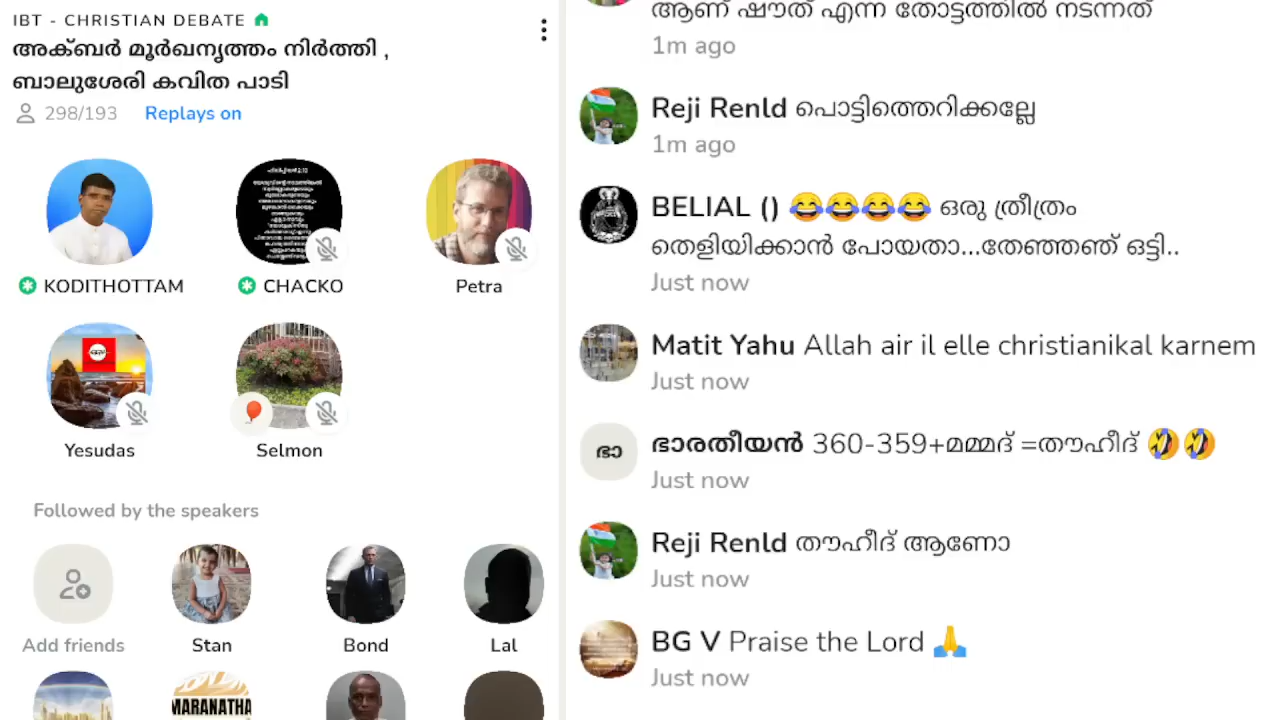 IBT - CHRISTIAN DEBATE
അക്ബർ മൂർഖനൃത്തം നിർത്തി ,
ബാലുശേരി കവിത പാടി
298/193 Replays on
KODITHOTTAM
CHACKO
Petra
Yesudas
Selmon
Followed by the speakers
Add friends
Stan
Bond
Lal
MARANATHA
ആണ് ഷൗത് എന്ന തോട്ടത്തിൽ നടന്നത്
1m ago
Reji Renld പൊട്ടിത്തെറിക്കല്ലേ
1m ago
BELIAL () 😂😂😂😂 ഒരു ത്രീത്രം
തെളിയിക്കാൻ പോയതാ...തേഞ്ഞഞ് ഒട്ടി..
Just now
Matit Yahu Allah air il elle christianikal karnem
Just now
ഭാ
ഭാരതീയൻ 360-359+മമ്മദ് =തൗഹീദ് 🤣🤣
Just now
Reji Renld തൗഹീദ് ആണോ
Just now
BG V Praise the Lord 🙏
Just now